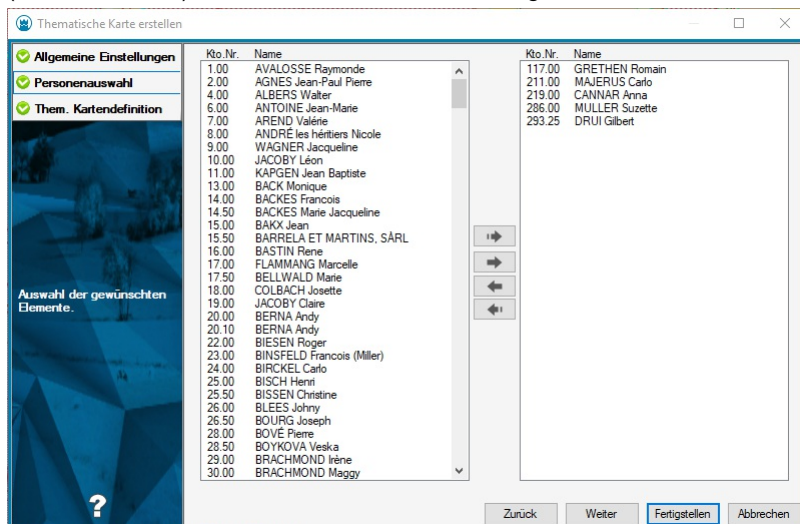 Thematische Karte erstellen
Allgemeine Einstellungen
Personenauswahl
Them. Kartendefinition
Auswahl der gewünschten
Elemente.
?
Kto.Nr. Name
1.00 AVALOSSE Raymonde
2.00 AGNES Jean-Paul Pierre
4.00 ALBERS Walter
6.00 ANTOINE Jean-Marie
7.00 AREND Valérie
8.00 ANDRÉ les héritiers Nicole
9.00 WAGNER Jacqueline
10.00 JACOBY Léon
11.00 KAPGEN Jean Baptiste
13.00 BACK Monique
14.00 BACKES Francois
14.50 BACKES Marie Jacqueline
15.00 BAKX Jean
15.50 BARRELA ET MARTINS, SÀRL
16.00 BASTIN Rene
17.00 FLAMMANG Marcelle
17.50 BELLWALD Marie
18.00 COLBACH Josette
19.00 JACOBY Claire
20.00 BERNA Andy
20.10 BERNA Andy
22.00 BIESEN Roger
23.00 BINSFELD Francois (Miller)
24.00 BIRCKEL Carlo
25.00 BISCH Henri
25.50 BISSEN Christine
26.00 BLEES Johny
26.50 BOURG Joseph
28.00 BOVÉ Pierre
28.50 BOYKOVA Veska
29.00 BRACHMOND Irène
30.00 BRACHMOND Maggy
Kto.Nr. Name
117.00 GRETHEN Romain
211.00 MAJERUS Carlo
219.00 CANNAR Anna
286.00 MULLER Suzette
293.25 DRUI Gilbert
Zurück Weiter Fertigstellen Abbrechen